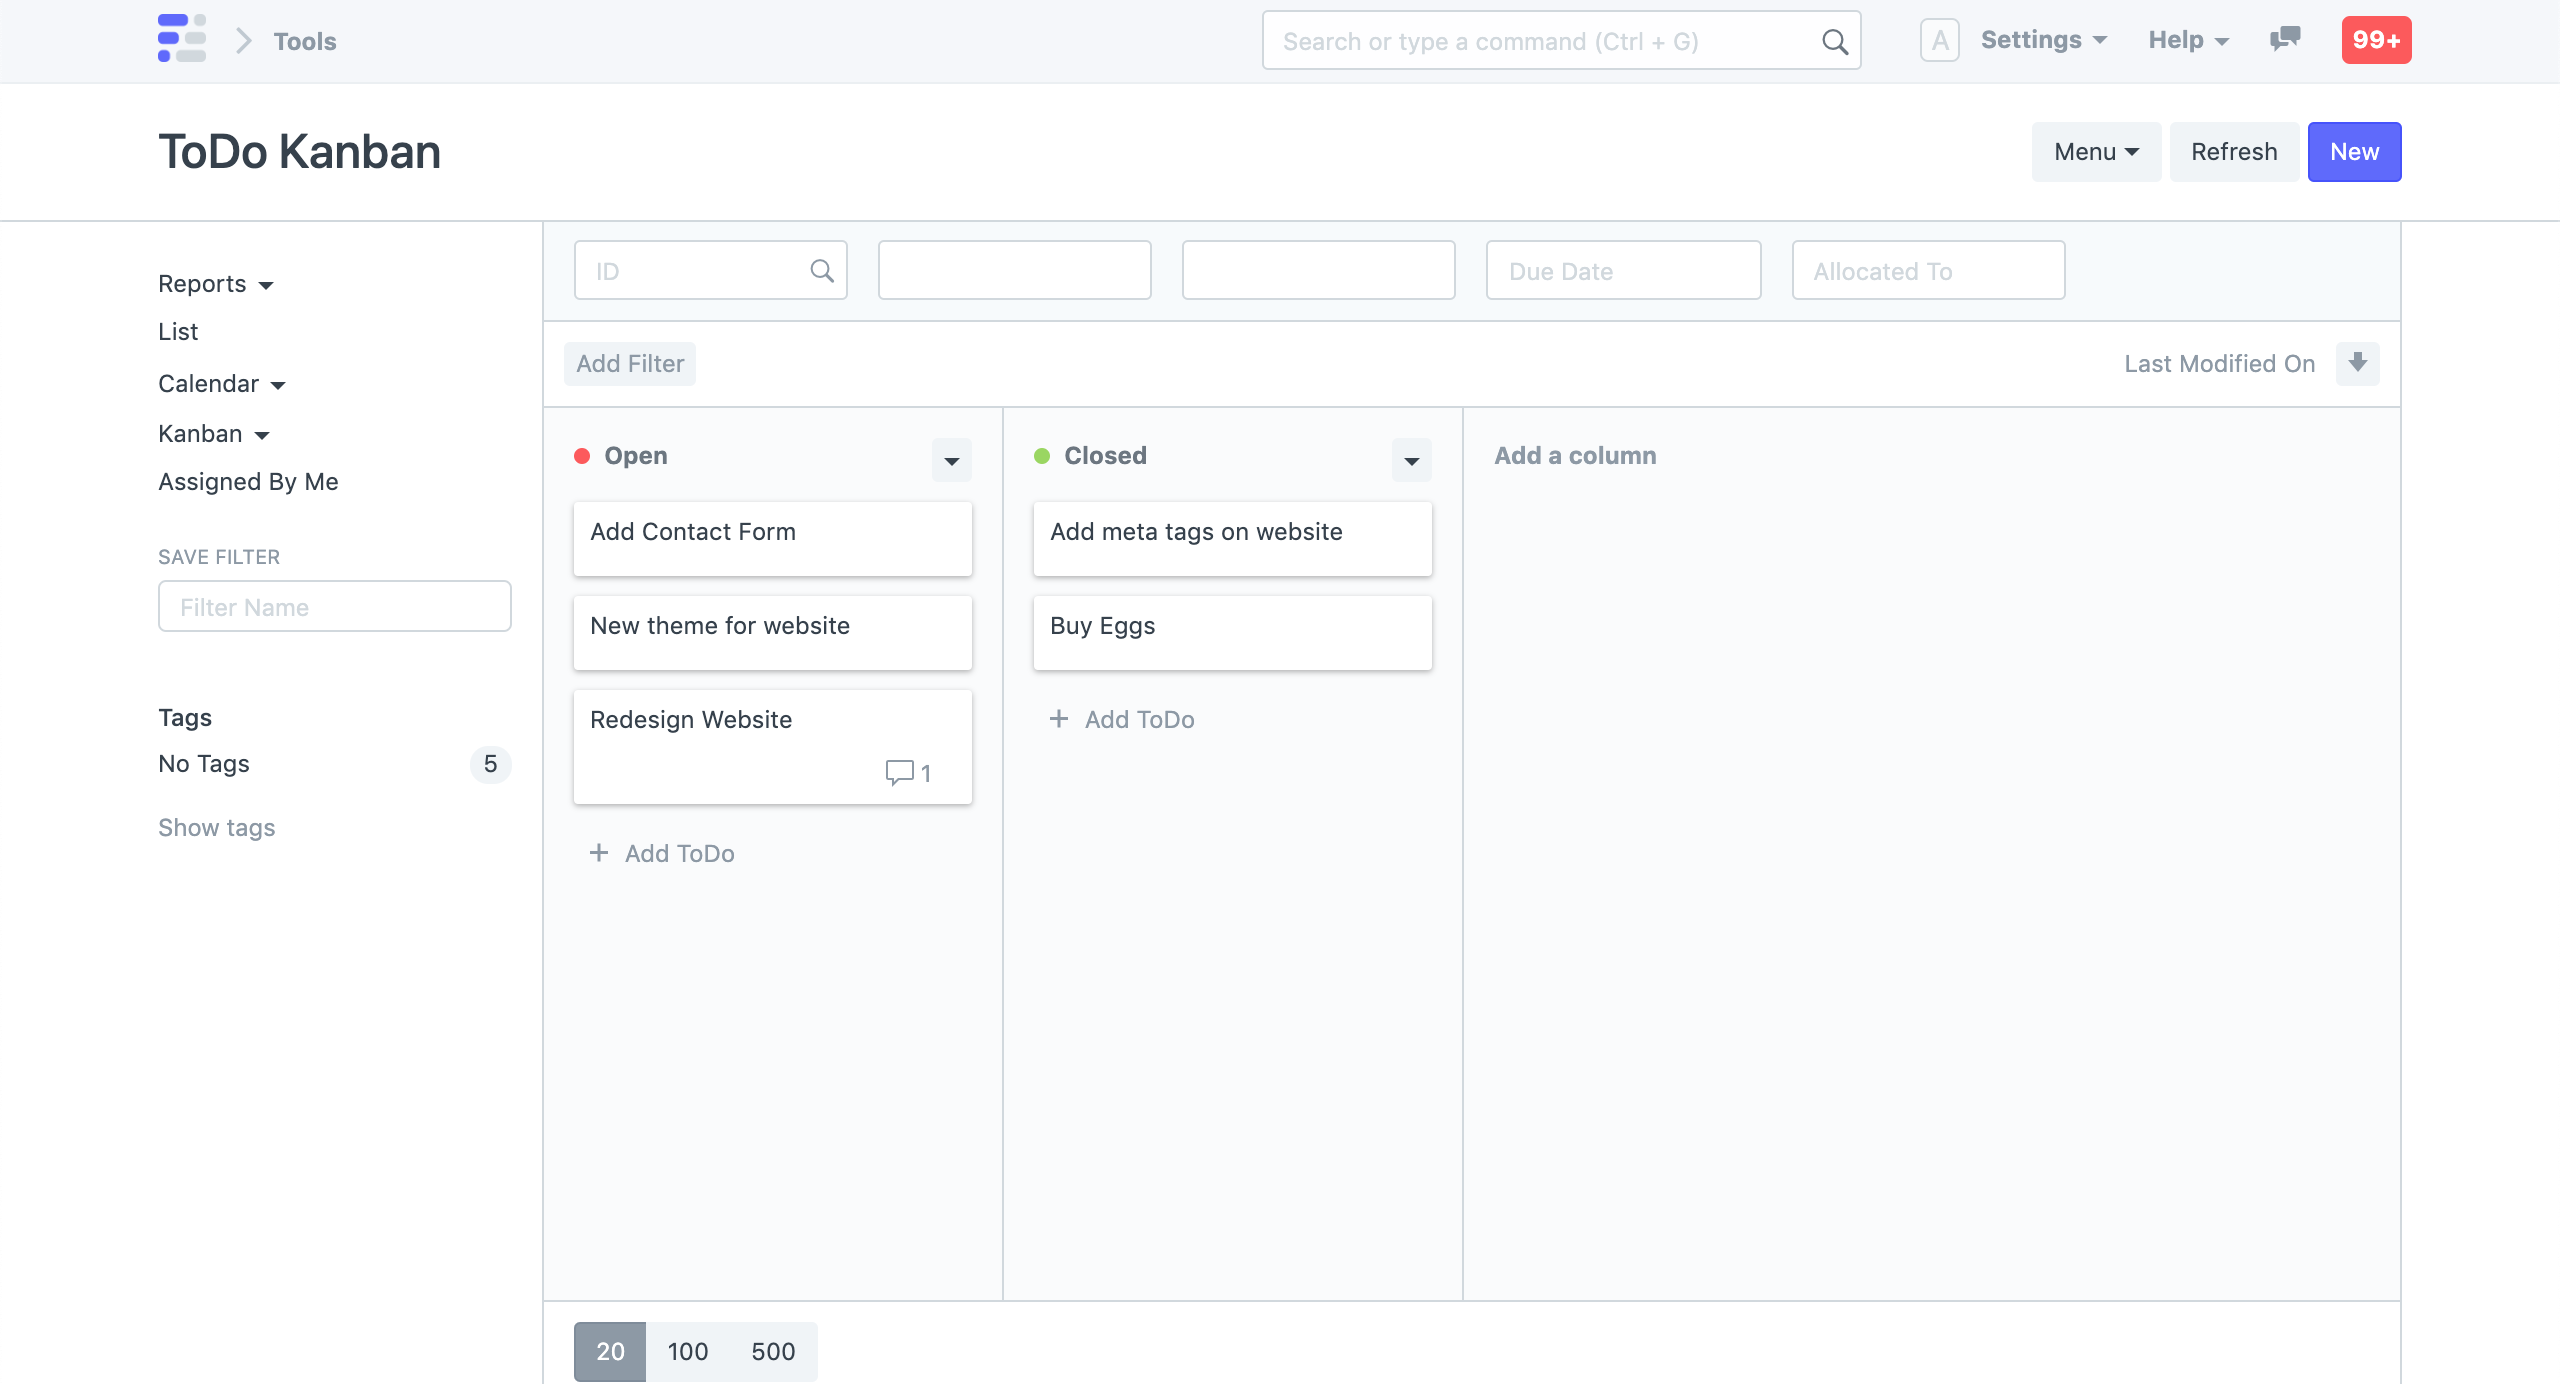 Tools
Search or type a command (Ctrl + G)
A
Settings
Help
99+
ToDo Kanban
Menu
Refresh
New
Reports
List
Calendar
Kanban
Assigned By Me
SAVE FILTER
Filter Name
Tags
No Tags
5
Show tags
ID
Due Date
Allocated To
Add Filter
Last Modified On
Open
Add Contact Form
New theme for website
Redesign Website
1
+ Add ToDo
Closed
Add meta tags on website
Buy Eggs
+ Add ToDo
Add a column
20
100
500